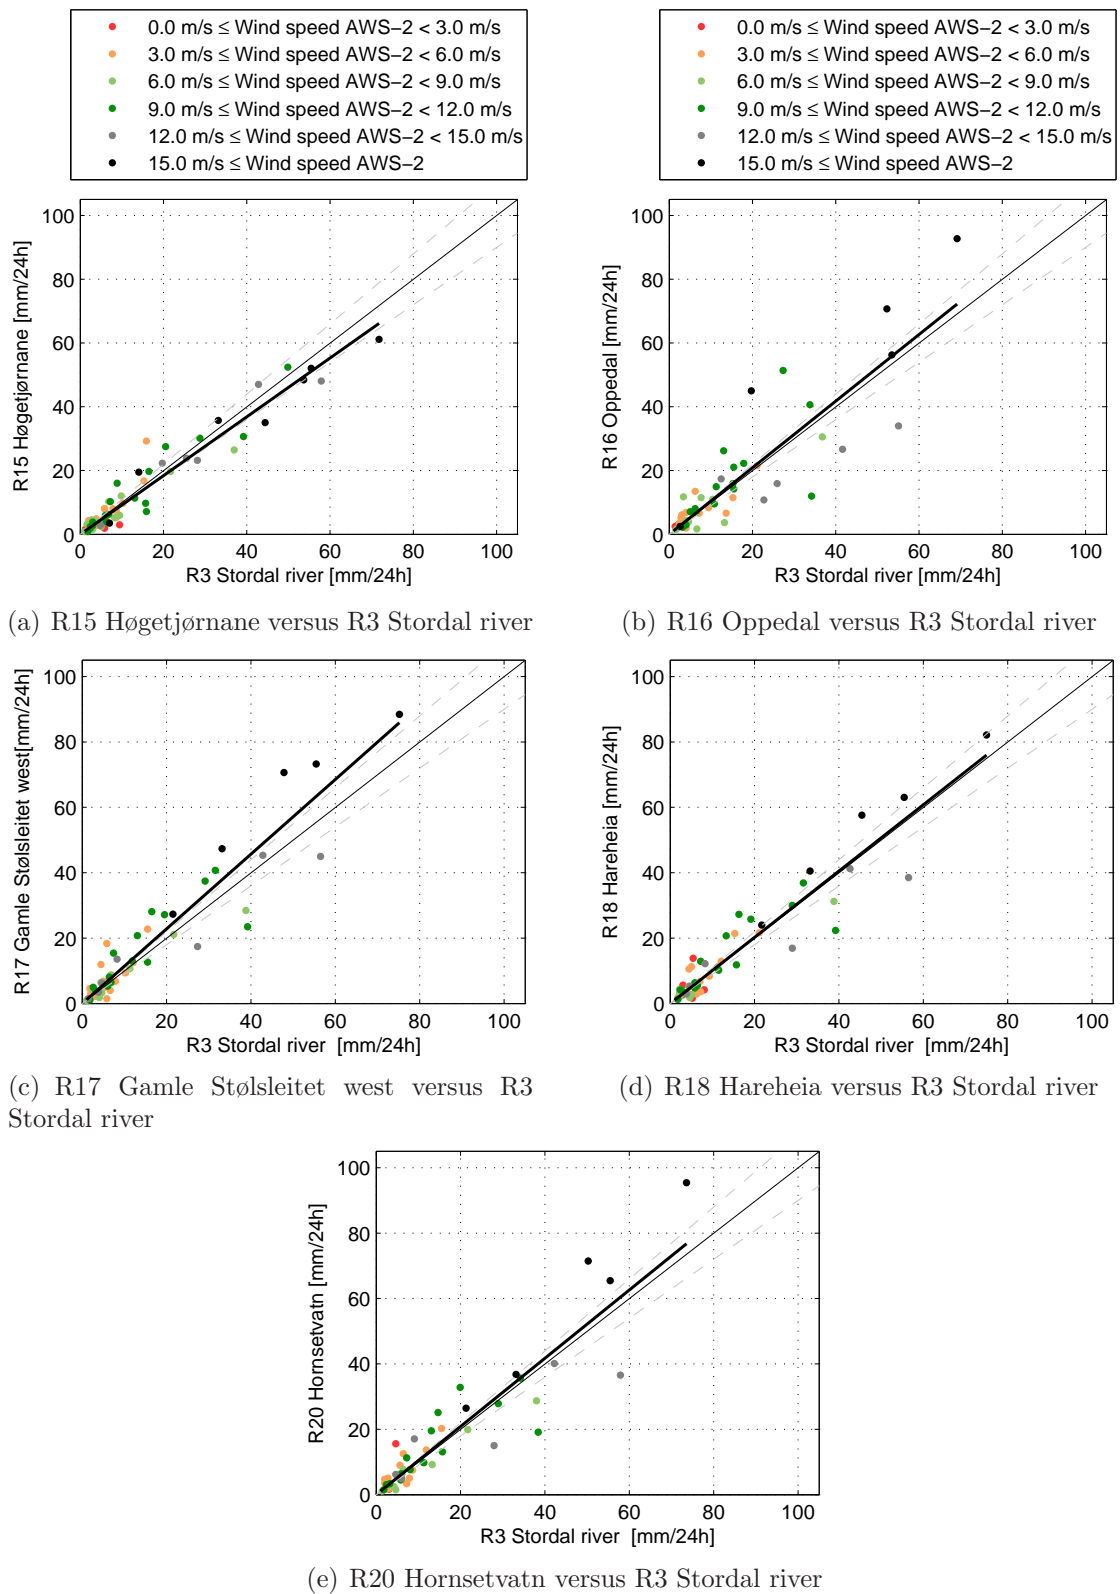 0.0 m/s ≤ Wind speed AWS−2 < 3.0 m/s
3.0 m/s ≤ Wind speed AWS−2 < 6.0 m/s
6.0 m/s ≤ Wind speed AWS−2 < 9.0 m/s
9.0 m/s ≤ Wind speed AWS−2 < 12.0 m/s
12.0 m/s ≤ Wind speed AWS−2 < 15.0 m/s
15.0 m/s ≤ Wind speed AWS−2
100
80
60
40
20
0
R15 Høgetjørnane [mm/24h]
0 20 40 60 80 100
R3 Stordal river [mm/24h]
(a) R15 Høgetjørnane versus R3 Stordal river
0.0 m/s ≤ Wind speed AWS−2 < 3.0 m/s
3.0 m/s ≤ Wind speed AWS−2 < 6.0 m/s
6.0 m/s ≤ Wind speed AWS−2 < 9.0 m/s
9.0 m/s ≤ Wind speed AWS−2 < 12.0 m/s
12.0 m/s ≤ Wind speed AWS−2 < 15.0 m/s
15.0 m/s ≤ Wind speed AWS−2
100
80
60
40
20
0
R16 Oppedal [mm/24h]
0 20 40 60 80 100
R3 Stordal river [mm/24h]
(b) R16 Oppedal versus R3 Stordal river
100
80
60
40
20
0
R17 Gamle Stølsleitet west[mm/24h]
0 20 40 60 80 100
R3 Stordal river [mm/24h]
(c) R17 Gamle Stølsleitet west versus R3
Stordal river
100
80
60
40
20
0
R18 Hareheia [mm/24h]
0 20 40 60 80 100
R3 Stordal river [mm/24h]
(d) R18 Hareheia versus R3 Stordal river
100
80
60
40
20
0
R20 Hornsetvatn [mm/24h]
0 20 40 60 80 100
R3 Stordal river [mm/24h]
(e) R20 Hornsetvatn versus R3 Stordal river